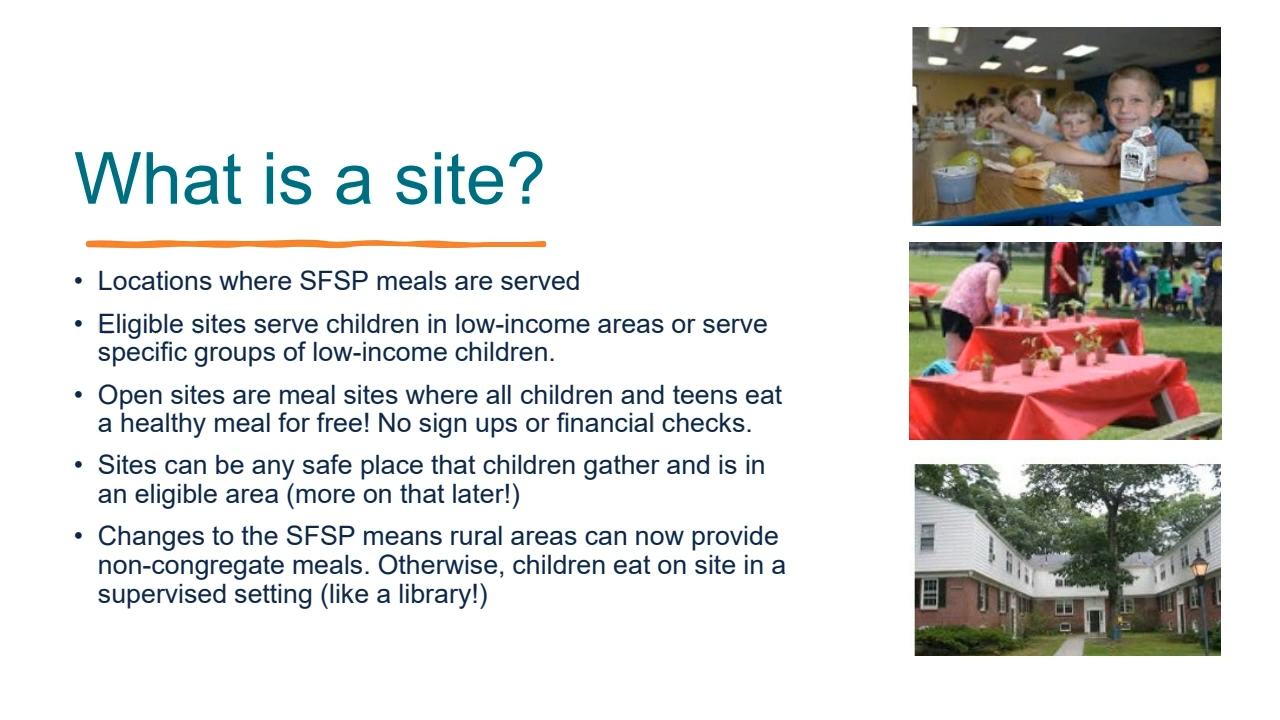 What is a site?
• Locations where SFSP meals are served
• Eligible sites serve children in low-income areas or serve
specific groups of low-income children.
• Open sites are meal sites where all children and teens eat
a healthy meal for free! No sign ups or financial checks.
• Sites can be any safe place that children gather and is in
an eligible area (more on that later!)
• Changes to the SFSP means rural areas can now provide
non-congregate meals. Otherwise, children eat on site in a
supervised setting (like a library!)